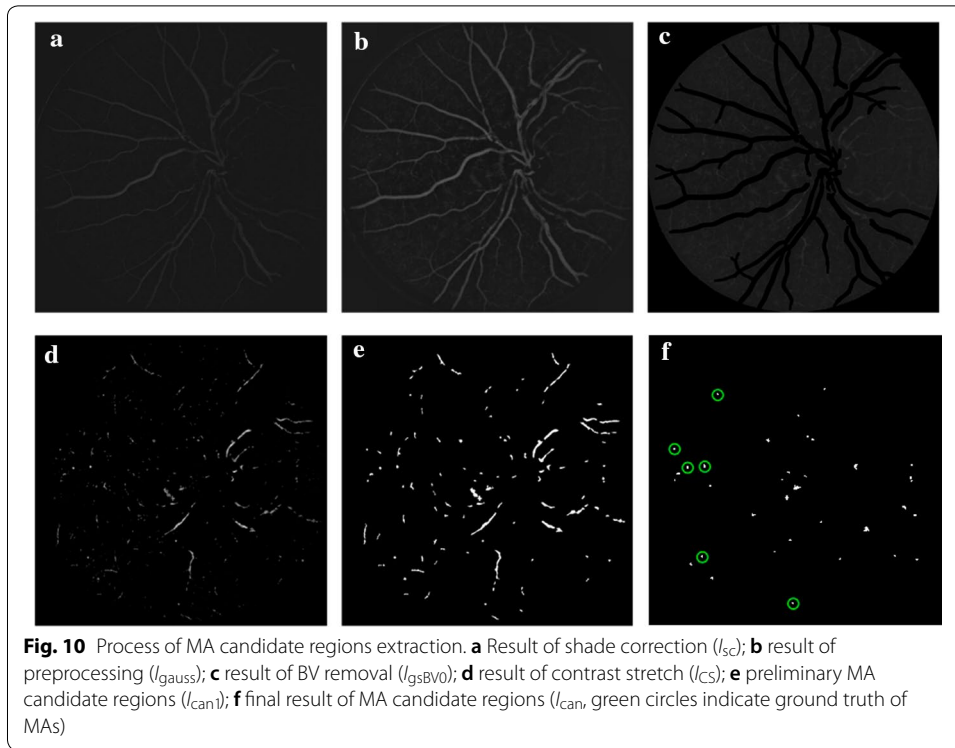 a
b
c
d
e
f
Fig. 10 Process of MA candidate regions extraction. a Result of shade correction (Isc); b result of
preprocessing (Igauss); c result of BV removal (IgsBV0); d result of contrast stretch (ICS); e preliminary MA
candidate regions (Ican1); f final result of MA candidate regions (Ican, green circles indicate ground truth of
MAs)